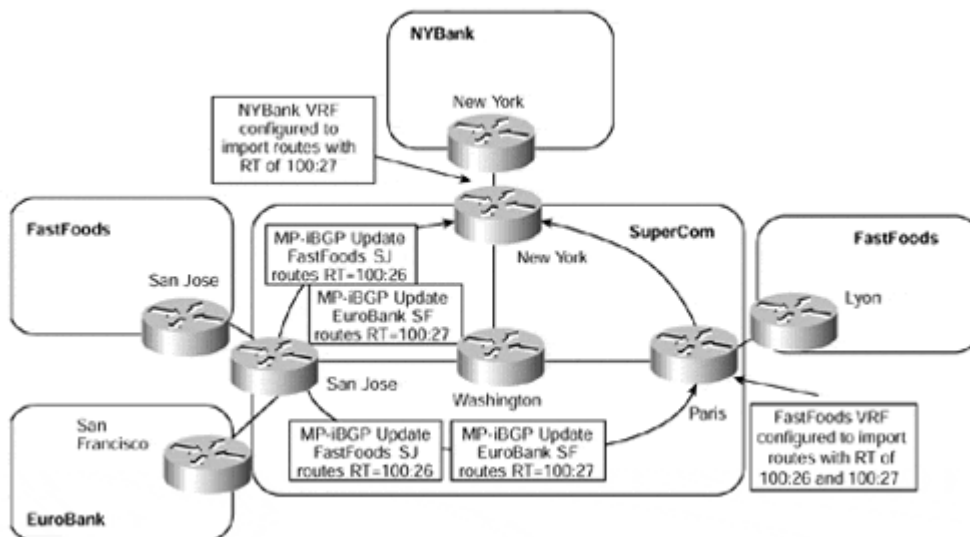 NYBank
New York
NYBank VRF
configured to
import routes with
RT of 100:27
FastFoods
San Jose
MP-iBGP Update
FastFoods SJ
routes RT=100:26
MP-iBGP Update
EuroBank SF
routes RT=100:27
New York
SuperCom
FastFoods
Lyon
San Jose
Washington
Paris
San
Francisco
EuroBank
MP-iBGP Update
FastFoods SJ
routes RT=100:26
MP-iBGP Update
EuroBank SF
routes RT=100:27
FastFoods VRF
configured to import
routes with RT of
100:26 and 100:27